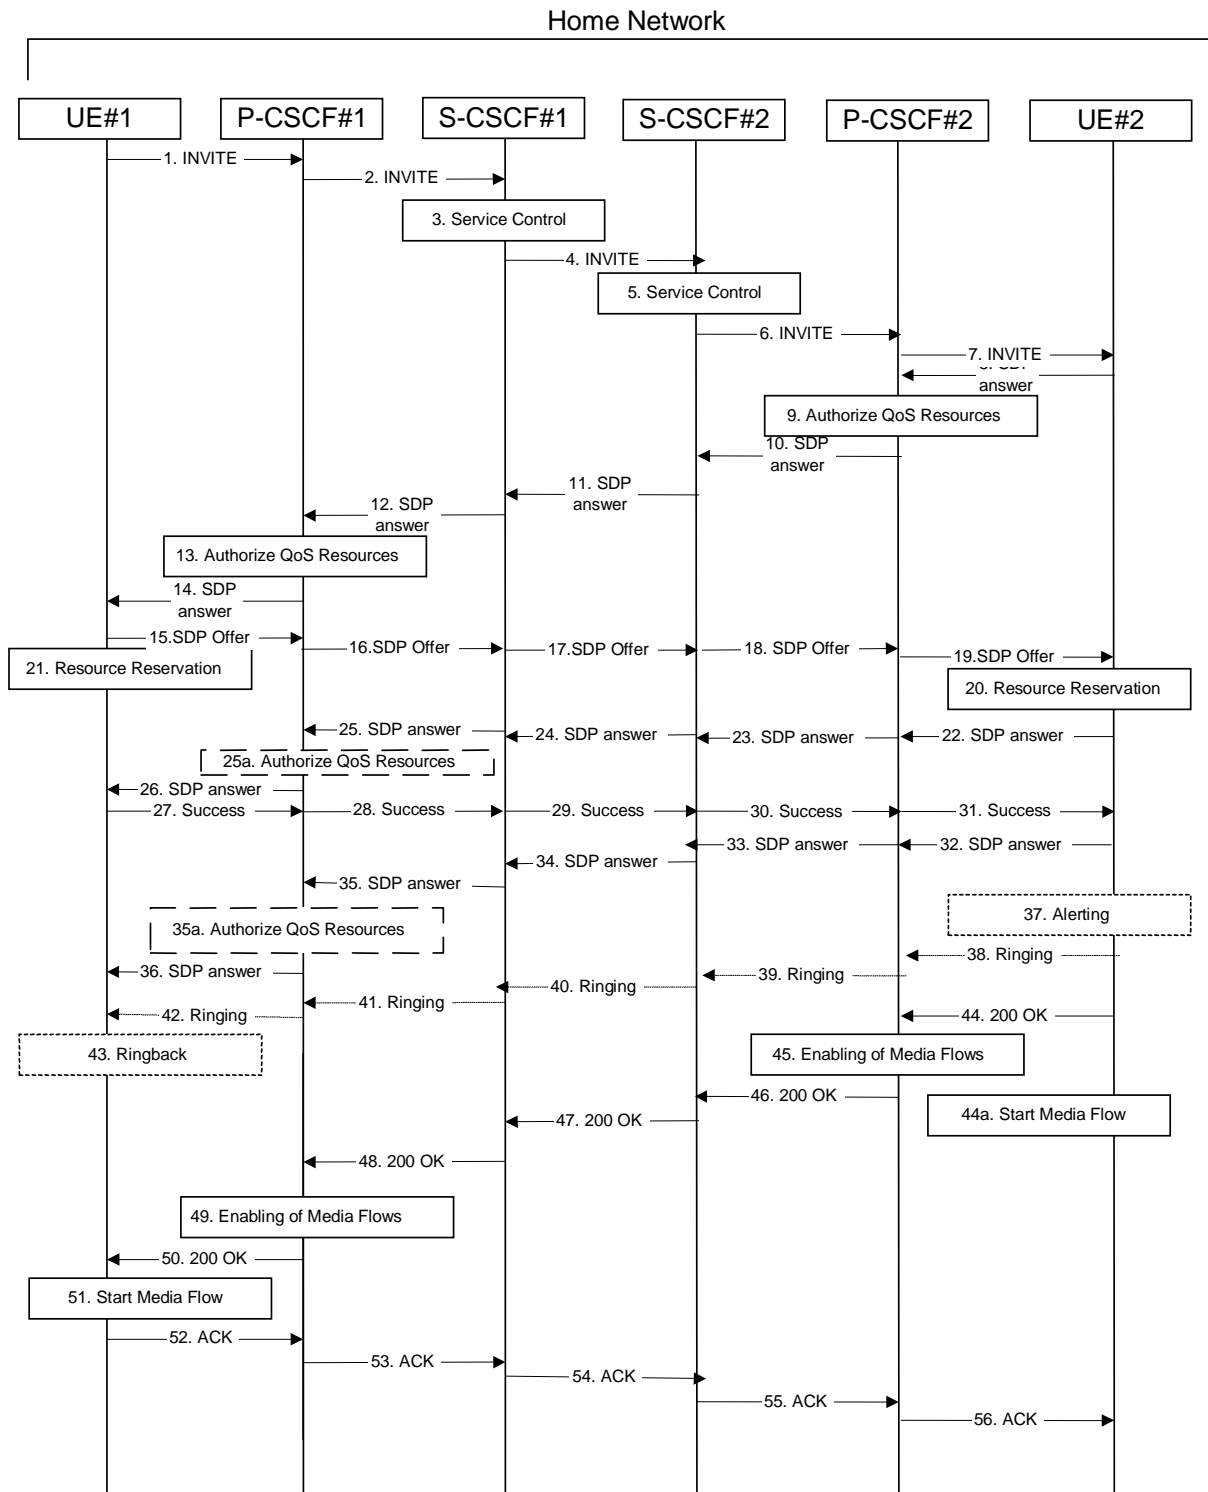 Home Network
UE#1
P-CSCF#1
S-CSCF#1
S-CSCF#2
P-CSCF#2
UE#2
1. INVITE
2. INVITE
3. Service Control
4. INVITE
5. Service Control
6. INVITE
7. INVITE
SDP
answer
9. Authorize QoS Resources
10. SDP
answer
11. SDP
answer
12. SDP
answer
13. Authorize QoS Resources
14. SDP
answer
15.SDP Offer
16.SDP Offer
17.SDP Offer
18. SDP Offer
19.SDP Offer
21. Resource Reservation
20. Resource Reservation
25. SDP answer
24. SDP answer
23. SDP answer
22. SDP answer
25a. Authorize QoS Resources
26. SDP answer
27. Success
28. Success
29. Success
30. Success
31. Success
33. SDP answer
32. SDP answer
34. SDP answer
35. SDP answer
35a. Authorize QoS Resources
37. Alerting
36. SDP answer
38. Ringing
39. Ringing
40. Ringing
41. Ringing
42. Ringing
44. 200 OK
43. Ringback
45. Enabling of Media Flows
46. 200 OK
44a. Start Media Flow
47. 200 OK
48. 200 OK
49. Enabling of Media Flows
50. 200 OK
51. Start Media Flow
52. ACK
53. ACK
54. ACK
55. ACK
56. ACK